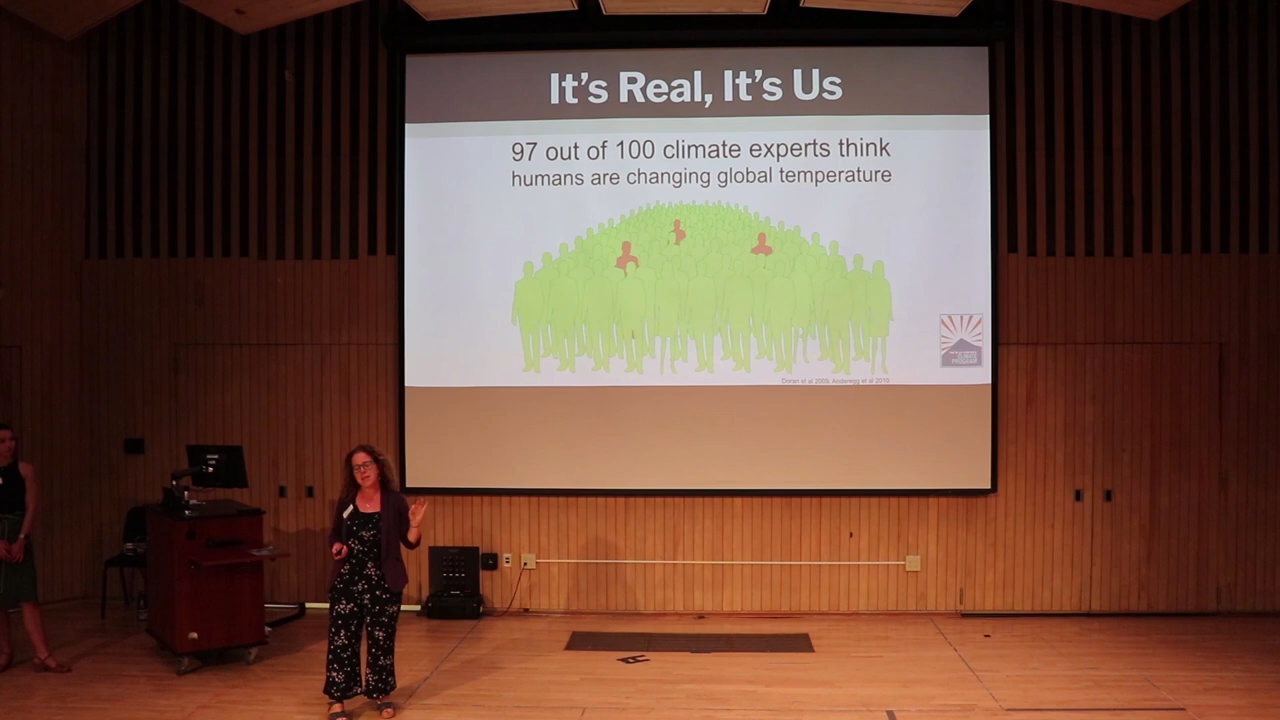 It's Real, It's Us
97 out of 100 climate experts think
humans are changing global temperature
Doran et al 2009, Anderegg et al 2010